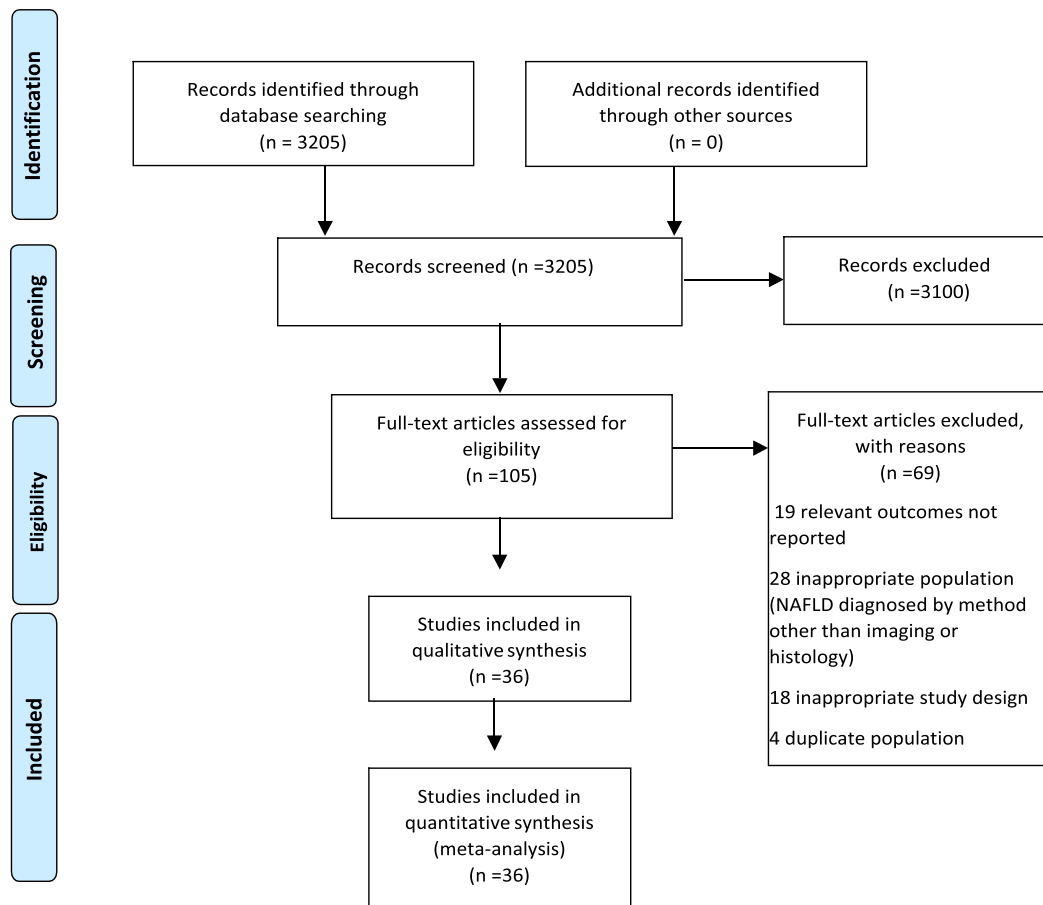 Identification
Records identified through
database searching
(n = 3205)
Additional records identified
through other sources
(n = 0)
Screening
Records screened (n =3205)
Records excluded
(n =3100)
Eligibility
Full-text articles assessed for
eligibility
(n =105)
Full-text articles excluded,
with reasons
(n =69)
19 relevant outcomes not
reported
28 inappropriate population
(NAFLD diagnosed by method
other than imaging or
histology)
18 inappropriate study design
4 duplicate population
Included
Studies included in
qualitative synthesis
(n =36)
Studies included in
quantitative synthesis
(meta-analysis)
(n =36)